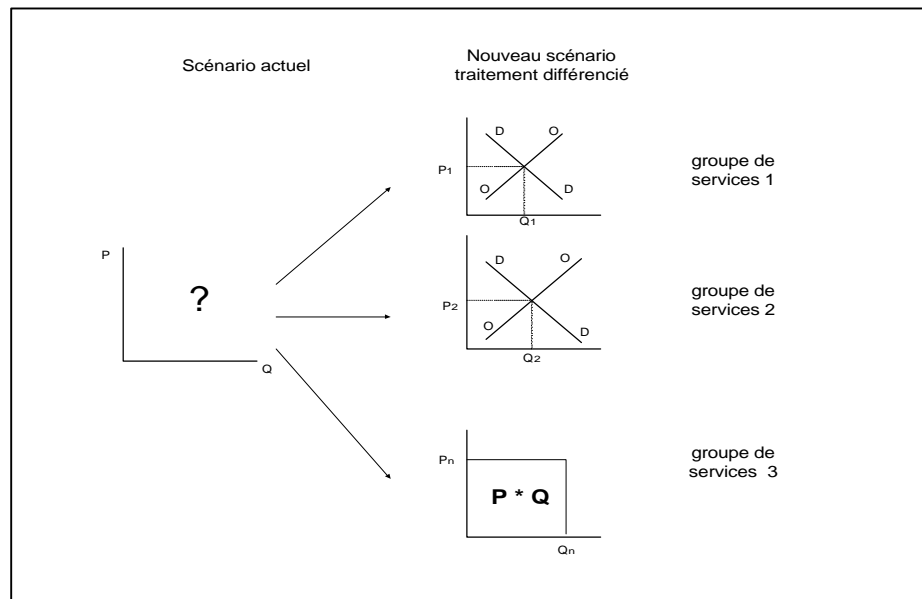 Scénario actuel
Nouveau scénario
traitement différencié
P
?
Q
D
O
P1
O
D
Q1
groupe de
services 1
D
O
P2
O
D
Q2
groupe de
services 2
Pn
P * Q
Qn
groupe de
services 3